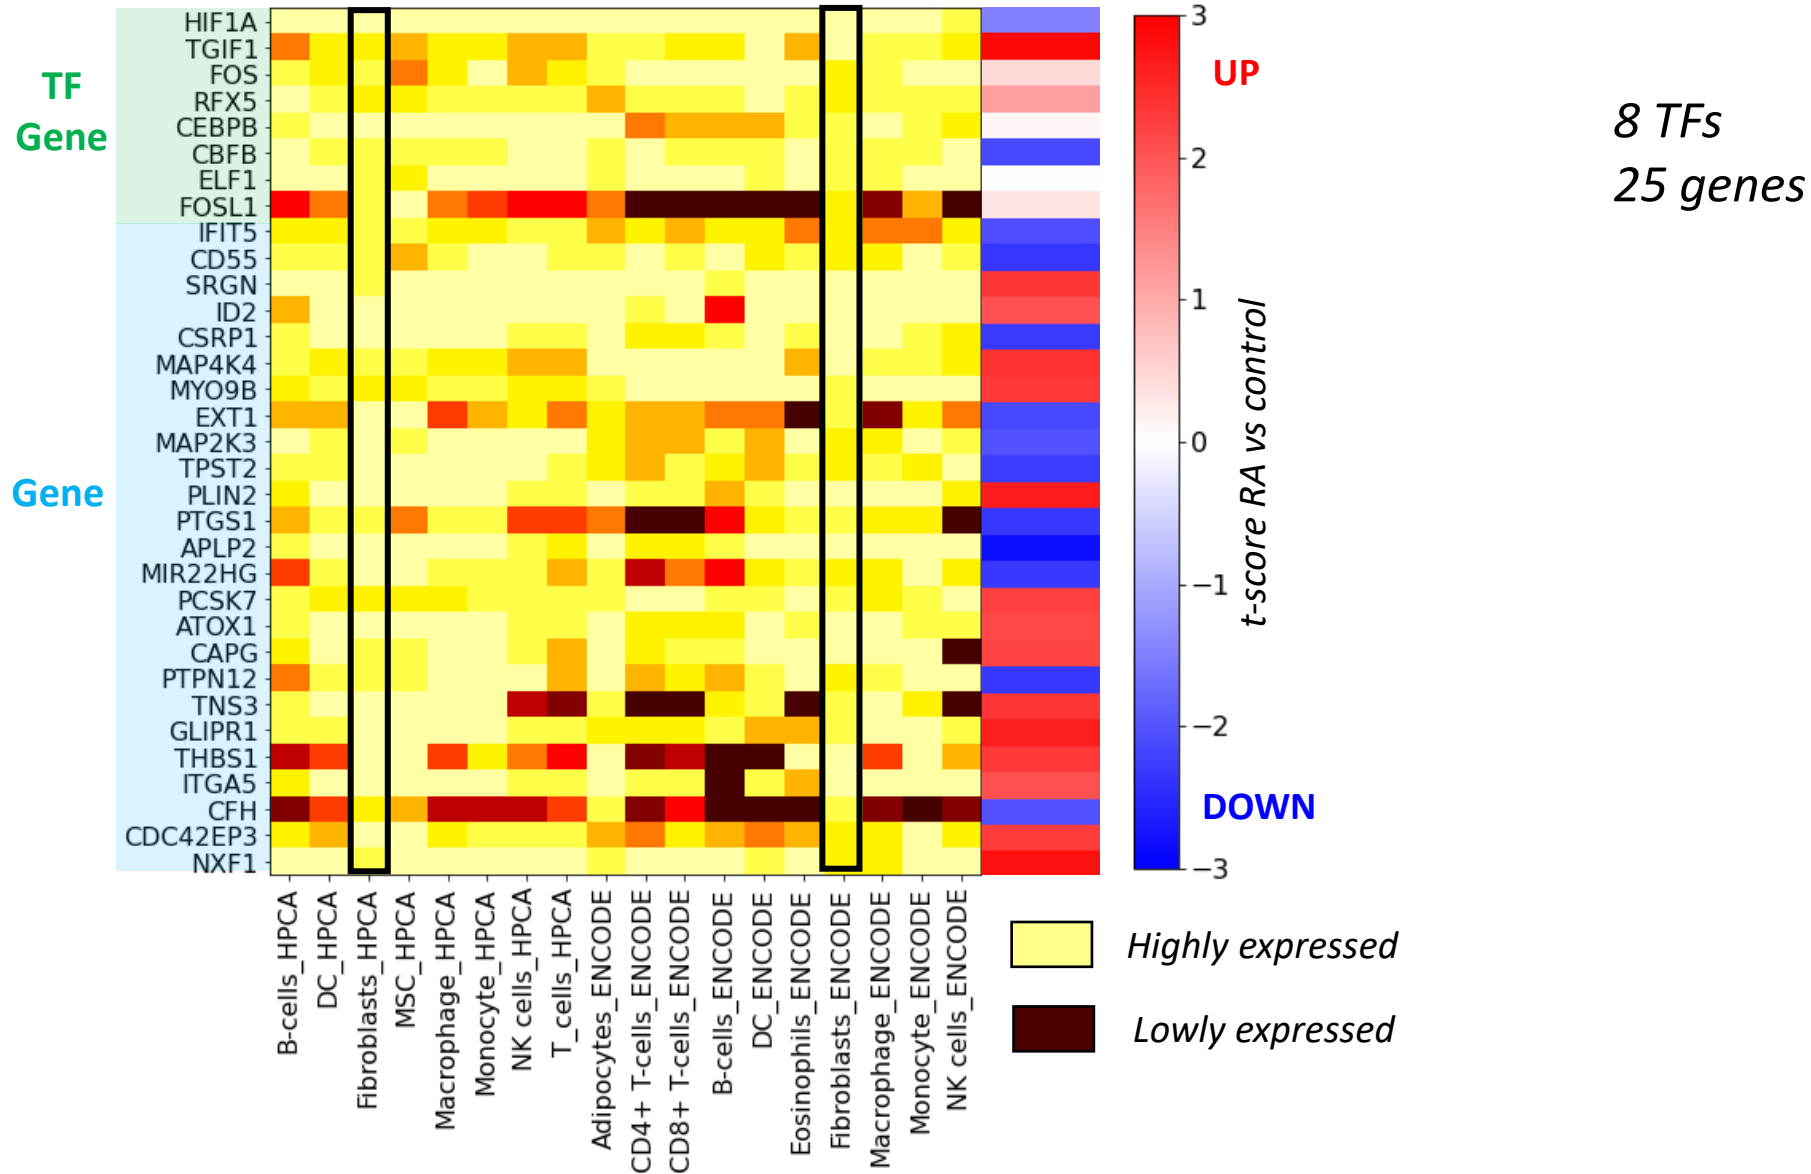 TF
Gene
Gene
HIF1A
TGIF1
FOS
RFX5
CEBPB
CBFB
ELF1
FOSL1
IFIT5
CD55
SRGN
ID2
CSRP1
MAP4K4
MYO9B
EXT1
MAP2K3
TPST2
PLIN2
PTGS1
APLP2
MIR22HG
PCSK7
ATOX1
CAPG
PTPN12
TNS3
GLIPR1
THBS1
ITGA5
CFH
CDC42EP3
NXF1
B-cells_HPCA
DC_HPCA
Fibroblasts_HPCA
MSC_HPCA
Macrophage_HPCA
Monocyte_HPCA
NK cells_HPCA
T_cells_HPCA
Adipocytes_ENCODE
CD4+ T-cells_ENCODE
CD8+ T-cells_ENCODE
B-cells_ENCODE
DC_ENCODE
Eosinophils_ENCODE
Fibroblasts_ENCODE
Macrophage_ENCODE
Monocyte_ENCODE
NK cells_ENCODE
3
2
1
0
−1
−2
−3
UP
DOWN
t-score RA vs control
8 TFs
25 genes
Highly expressed
Lowly expressed